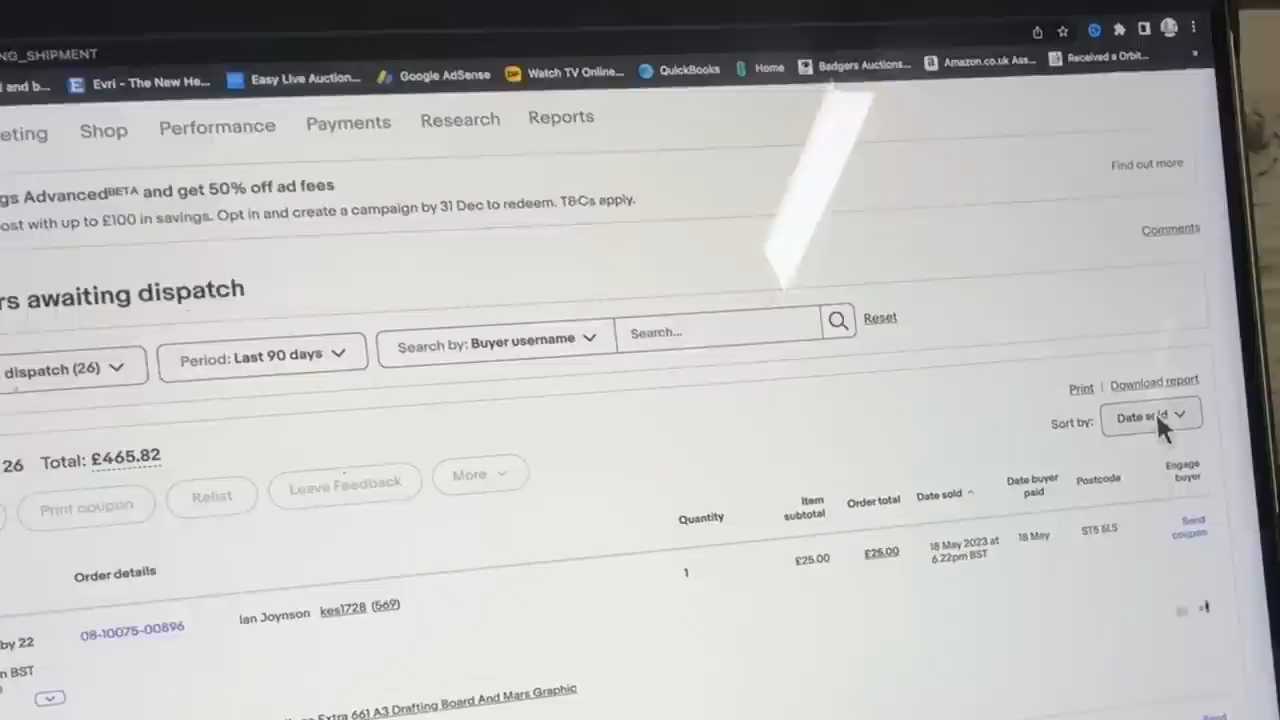 NG_SHIPMENT
and b... Evri - The New He... Easy Live Auction... Google AdSense Watch TV Online... QuickBooks Home Badgers Auctions... Amazon.co.uk Ass... Received a Orbit... »
eting Shop Performance Payments Research Reports
gs AdvancedBETA and get 50% off ad fees
Find out more
ost with up to £100 in savings. Opt in and create a campaign by 31 Dec to redeem. T&Cs apply.
Comments
rs awaiting dispatch
dispatch (26) Period: Last 90 days Search by: Buyer username Search... Reset
Print | Download report
Sort by: Date sold
26 Total: £465.82
Print coupon Relist Leave Feedback More
Order details Quantity Item subtotal Order total Date sold Date buyer paid Postcode Engage buyer
by 22 08-10075-00896 Ian Joynson kes1728 (569) 1 £25.00 £25.00 18 May 2023 at 6.22pm BST 18 May ST5 6LS Send coupon
n BST
Extra 661 A3 Drafting Board And Mars Graphic
Send